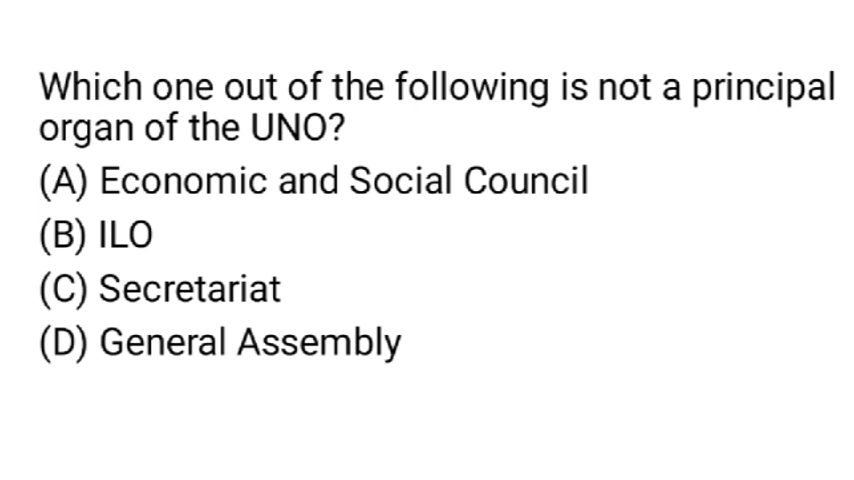 Which one out of the following is not a principal
organ of the UNO?
(A) Economic and Social Council
(B) ILO
(C) Secretariat
(D) General Assembly